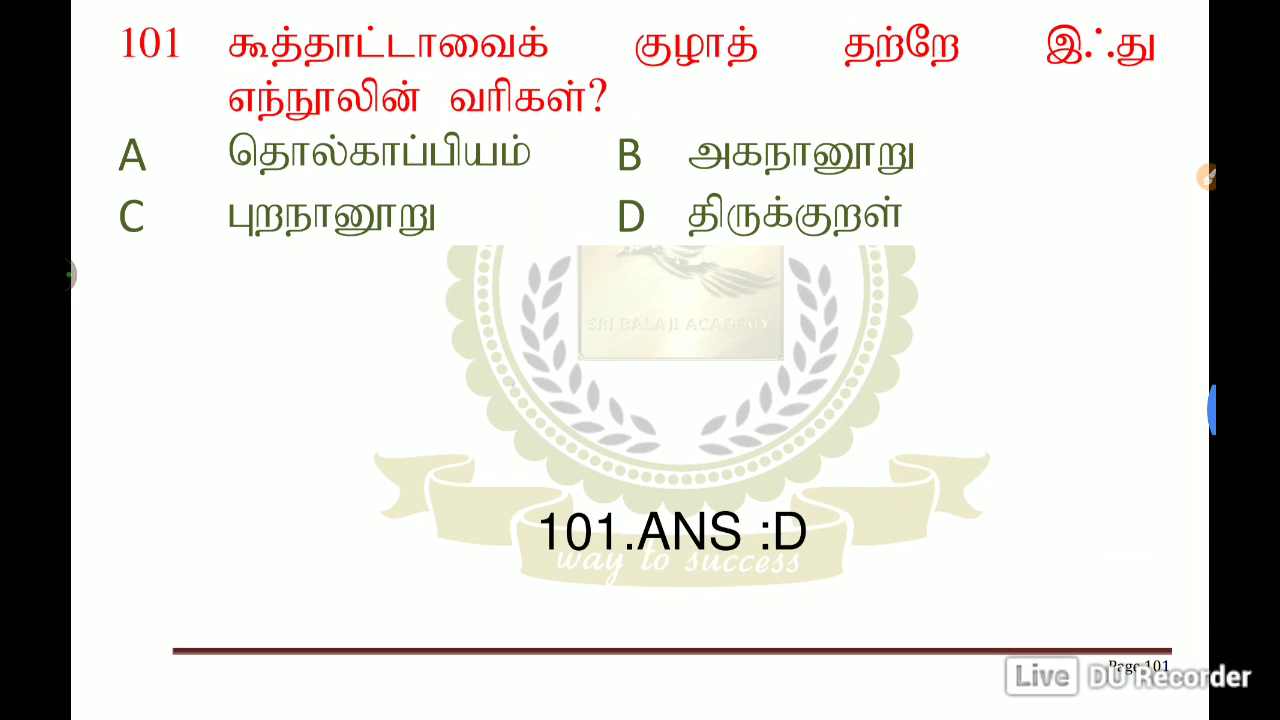 101 கூத்தாட்டாவைக் குழாத் தற்றே இஃது
எந்நூலின் வரிகள்?
A தொல்காப்பியம் B அகநானூறு
C புறநானூறு D திருக்குறள்
SRI BALAJI ACADEMY
101.ANS :D
way to success
Page 101
Live DU Recorder